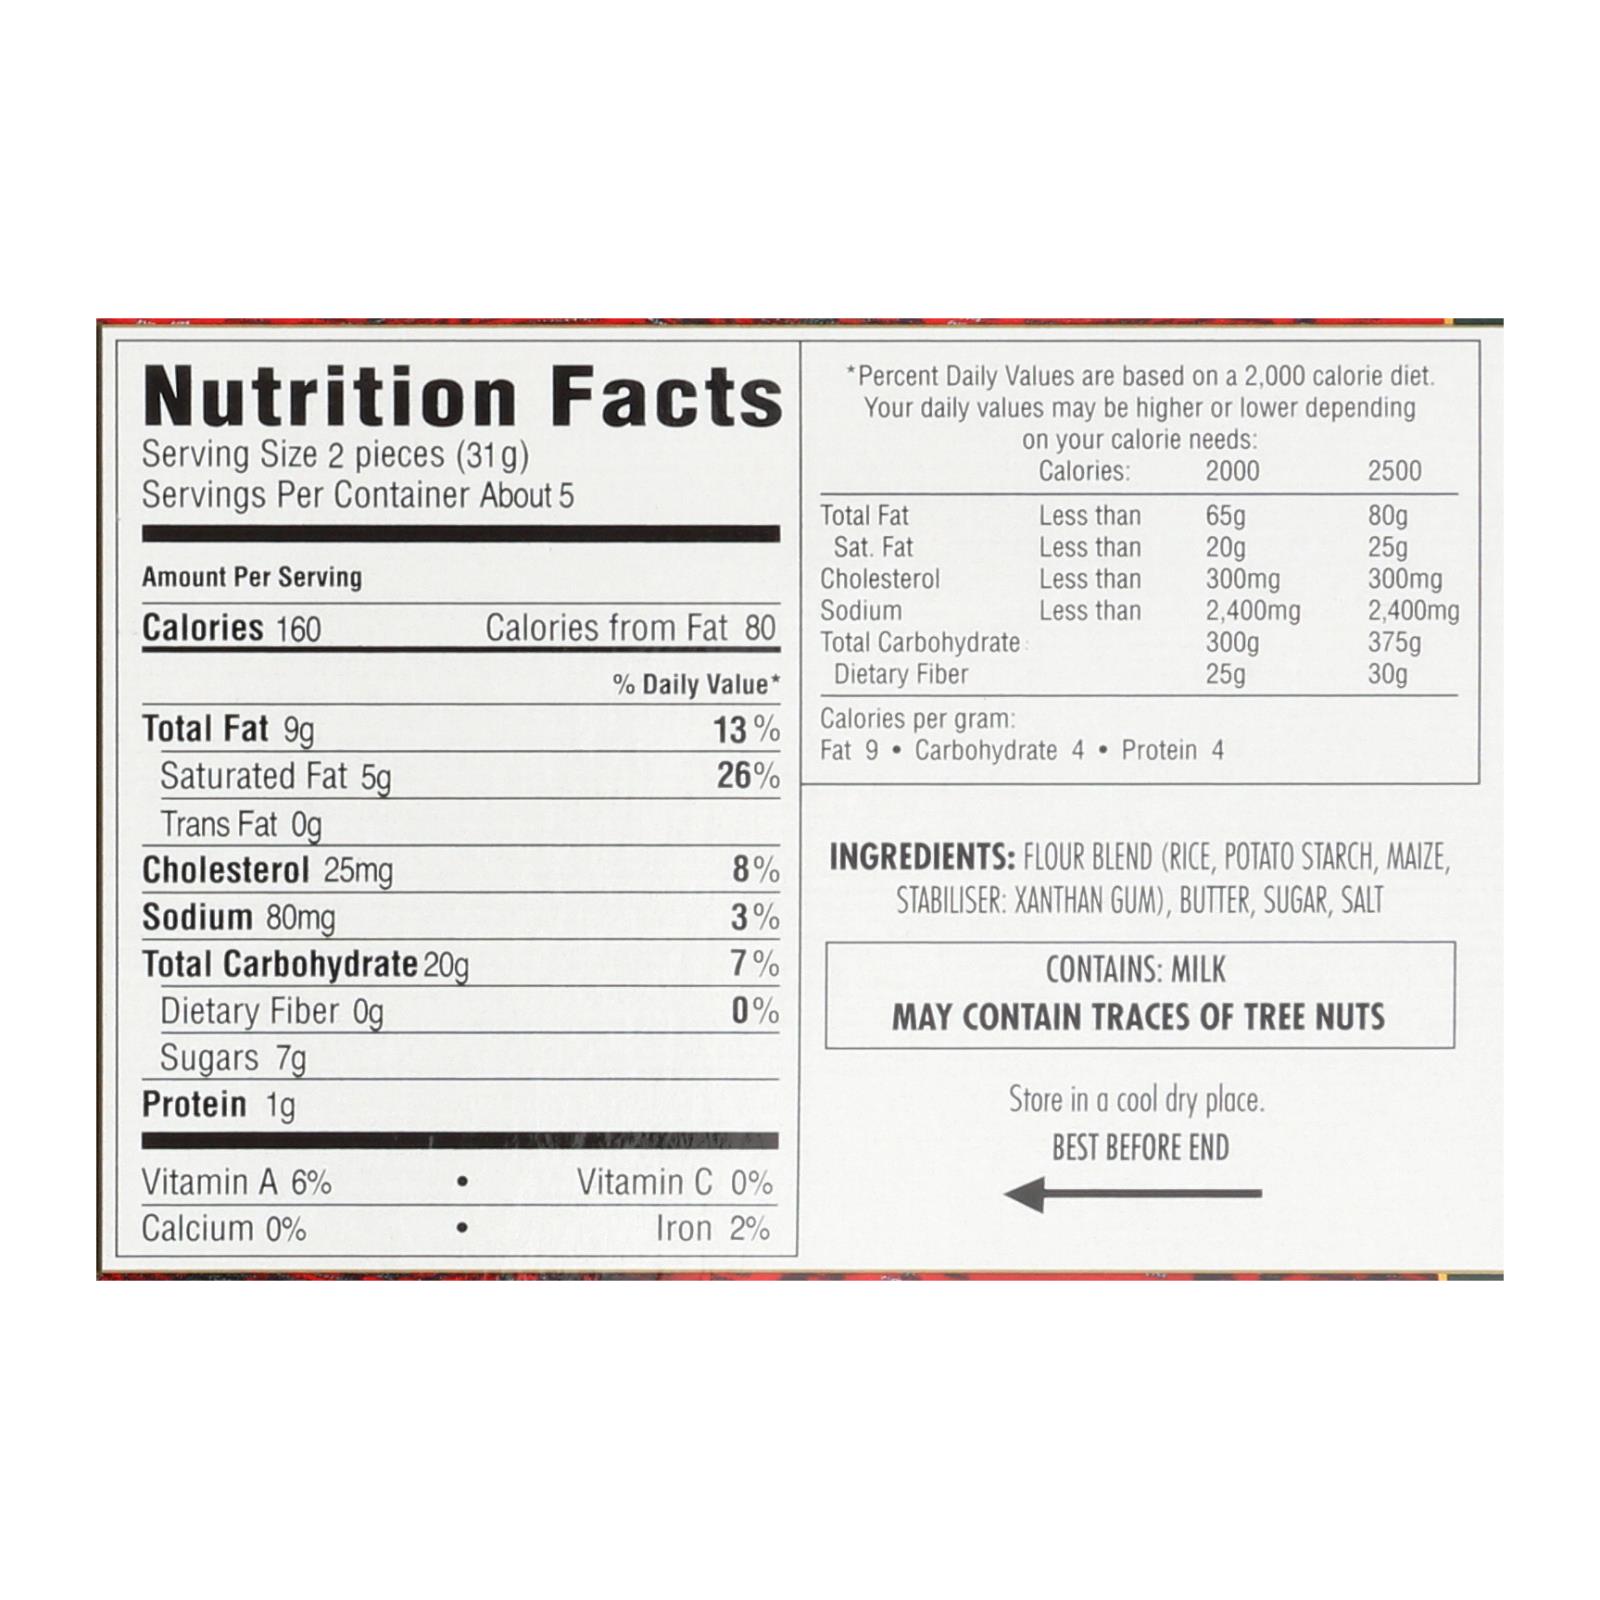 Nutrition Facts
Serving Size 2 pieces (31g)
Servings Per Container About 5
Amount Per Serving
Calories 160 Calories from Fat 80
% Daily Value*
Total Fat 9g 13%
Saturated Fat 5g 26%
Trans Fat 0g
Cholesterol 25mg 8%
Sodium 80mg 3%
Total Carbohydrate 20g 7%
Dietary Fiber 0g 0%
Sugars 7g
Protein 1g
Vitamin A 6% • Vitamin C 0%
Calcium 0% • Iron 2%
*Percent Daily Values are based on a 2,000 calorie diet.
Your daily values may be higher or lower depending
on your calorie needs:
Calories: 2000 2500
Total Fat Less than 65g 80g
Sat. Fat Less than 20g 25g
Cholesterol Less than 300mg 300mg
Sodium Less than 2,400mg 2,400mg
Total Carbohydrate 300g 375g
Dietary Fiber 25g 30g
Calories per gram:
Fat 9 • Carbohydrate 4 • Protein 4
INGREDIENTS: FLOUR BLEND (RICE, POTATO STARCH, MAIZE,
STABILISER: XANTHAN GUM), BUTTER, SUGAR, SALT
CONTAINS: MILK
MAY CONTAIN TRACES OF TREE NUTS
Store in a cool dry place.
BEST BEFORE END